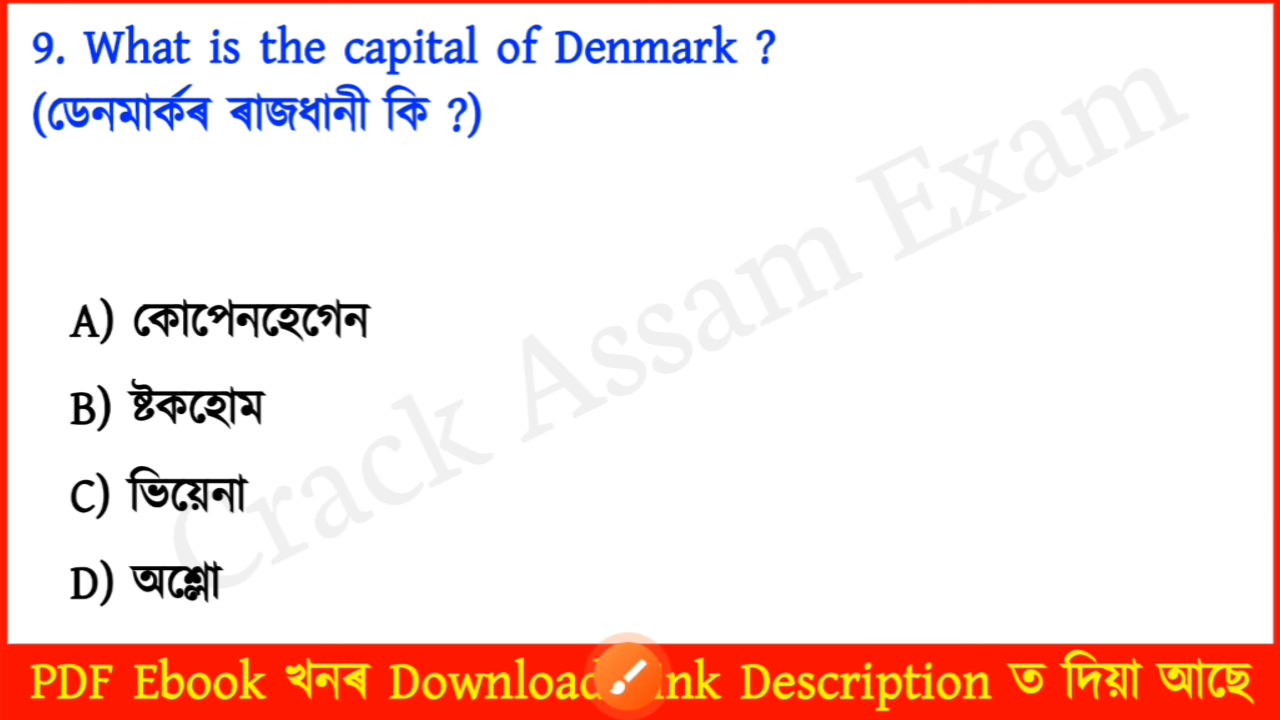 9. What is the capital of Denmark ?
(ডেনমাৰ্কৰ ৰাজধানী কি ?)
A) কোপেনহেগেন
B) ষ্টকহোম
C) ভিয়েনা
D) অশ্লো
Crack Assam Exam
PDF Ebook খনৰ Download Description ত দিয়া আছে